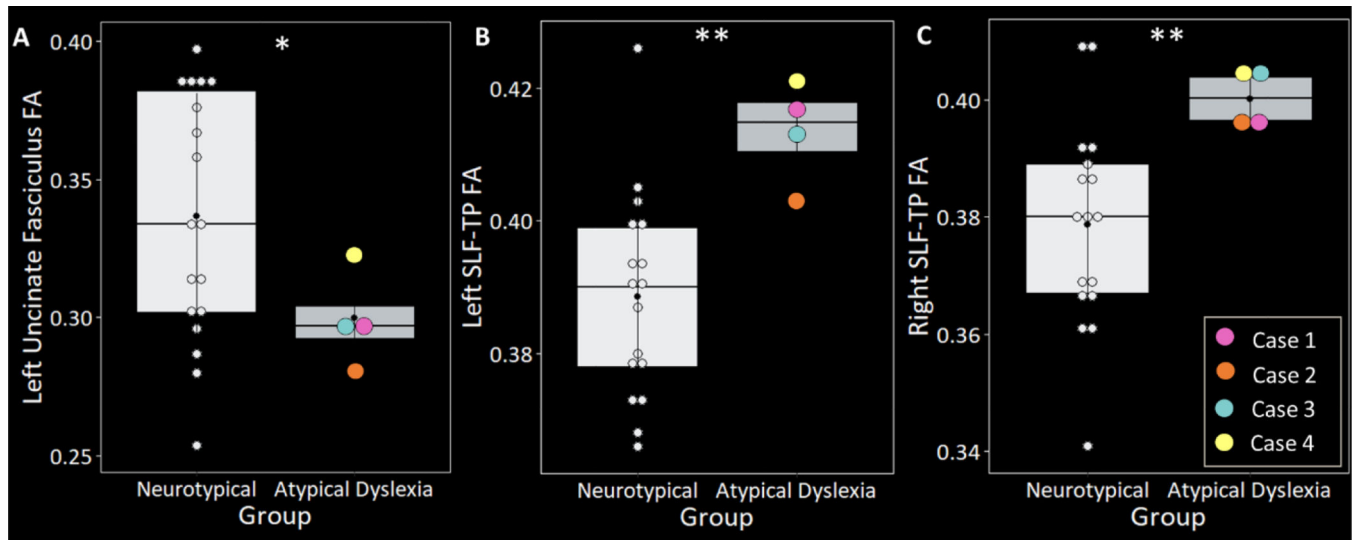 A
*
0.40
0.35
0.30
0.25
Left Uncinate Fasciculus FA
Neurotypical Atypical Dyslexia
Group
B
**
0.42
0.40
0.38
Left SLF-TP FA
Neurotypical Atypical Dyslexia
Group
C
**
0.40
0.38
0.36
0.34
Right SLF-TP FA
Case 1
Case 2
Case 3
Case 4
Neurotypical Atypical Dyslexia
Group